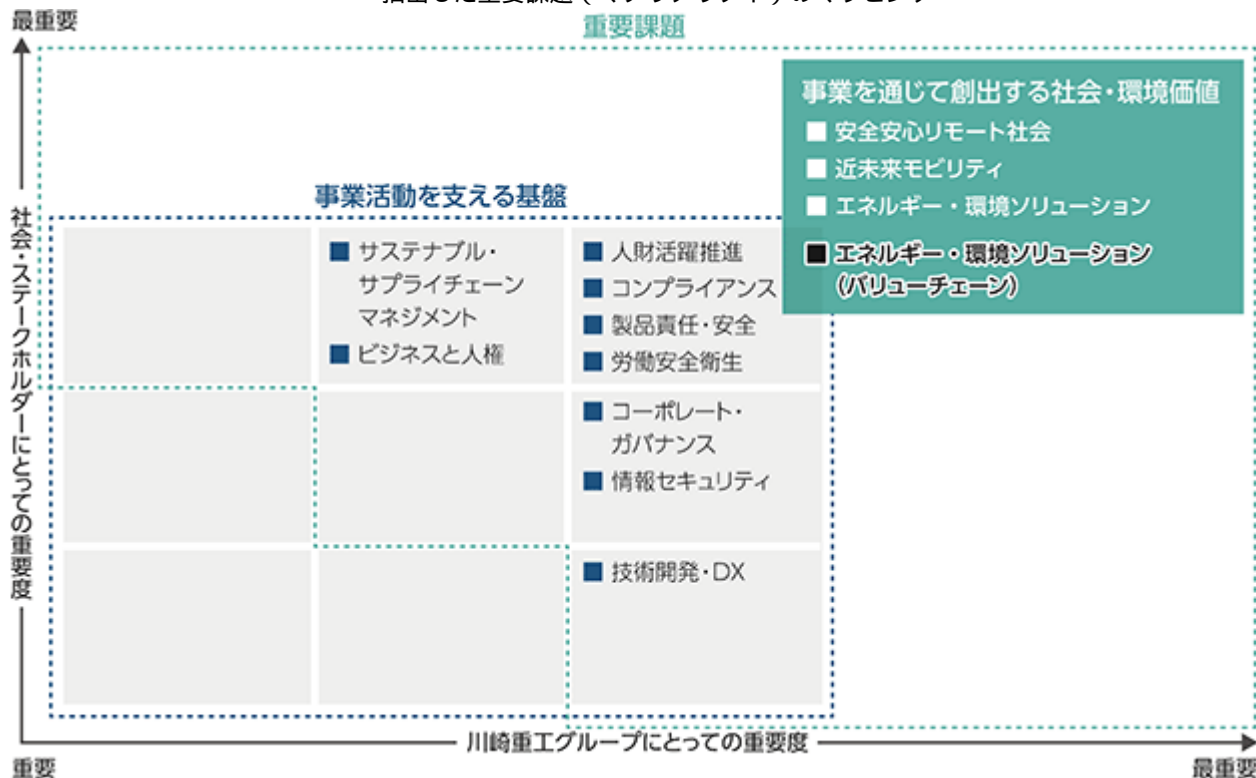 最重要
重要課題
事業を通じて創出する社会・環境価値
安全安心リモート社会
近未来モビリティ
エネルギー・環境ソリューション
エネルギー・環境ソリューション
(バリューチェーン)
事業活動を支える基盤
サステナブル・
サプライチェーン
マネジメント
ビジネスと人権
人財活躍推進
コンプライアンス
製品責任・安全
労働安全衛生
コーポレート・
ガバナンス
情報セキュリティ
技術開発・DX
社会・ステークホルダーにとっての重要度
川崎重工グループにとっての重要度
重要
最重要